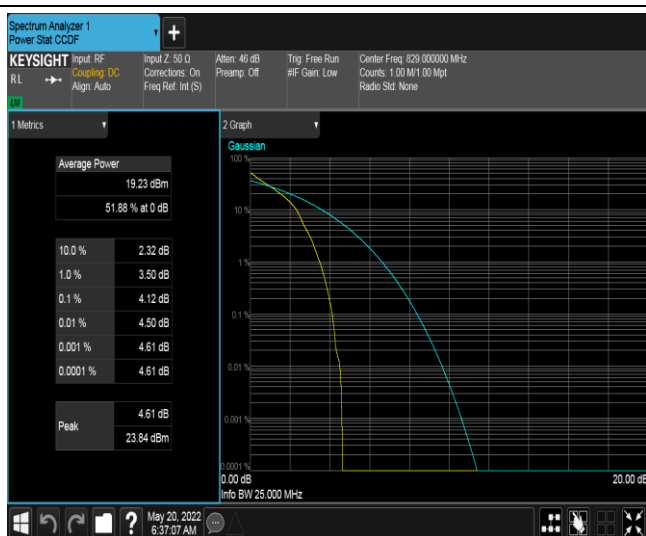 Spectrum Analyzer 1
Power Stat CCDF
KEYSIGHT
RL
Input: RF
Coupling: DC
Align: Auto
Input Z: 50 Ω
Corrections: On
Freq Ref: Int (S)
Atten: 46 dB
Preamp: Off
Trig: Free Run
#IF Gain: Low
Center Freq: 829.000000 MHz
Counts: 1.00 M/1.00 Mpt
Radio Std: None
1 Metrics
Average Power
19.23 dBm
51.88 % at 0 dB
10.0 % 2.32 dB
1.0 % 3.50 dB
0.1 % 4.12 dB
0.01 % 4.50 dB
0.001 % 4.61 dB
0.0001 % 4.61 dB
Peak
4.61 dB
23.84 dBm
2 Graph
Gaussian
100 %
10 %
1 %
0.1 %
0.01 %
0.001 %
0.0001 %
0.00 dB 20.00 dB
Info BW 25.000 MHz
? May 20, 2022
6:37:07 AM